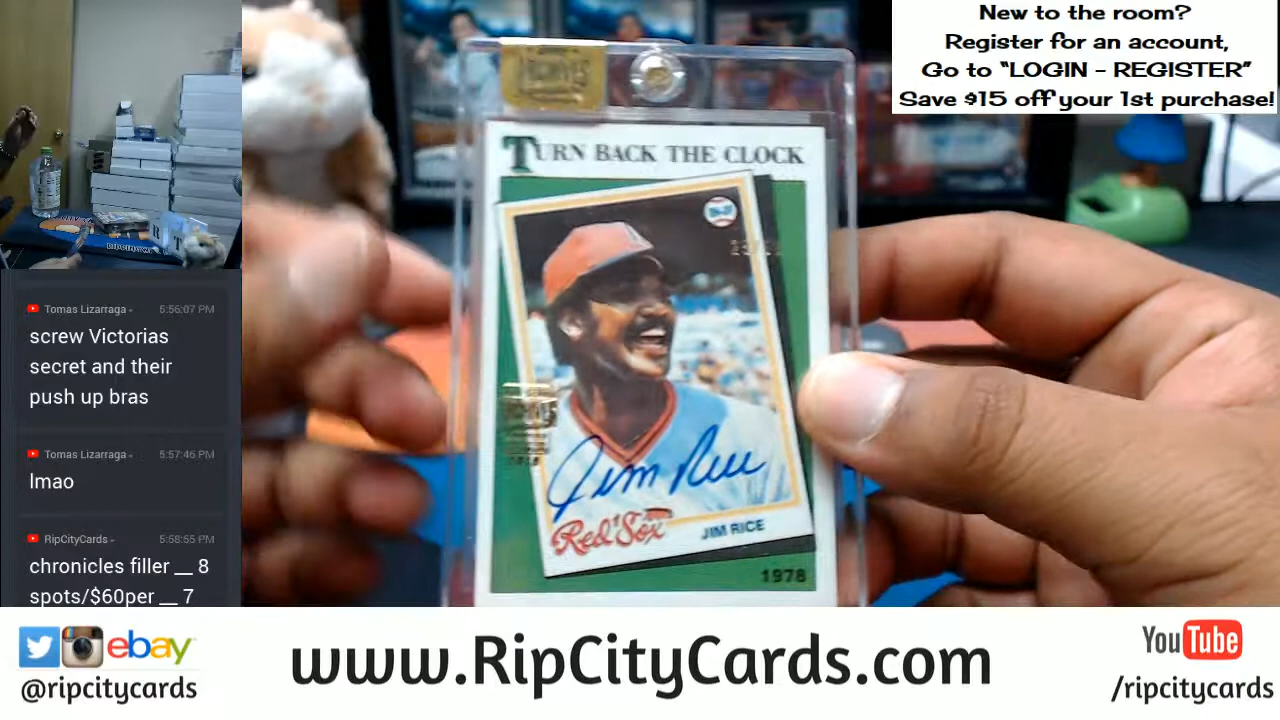 New to the room?
Register for an account,
Go to “LOGIN - REGISTER”
Save $15 off your 1st purchase!
ARCHIVES
TURN BACK THE CLOCK
Jim Rice
Red Sox
JIM RICE
1978
Tomas Lizarraga 5:56:07 PM
screw Victorias
secret and their
push up bras
Tomas Lizarraga 5:57:46 PM
lmao
RipCityCards 5:58:55 PM
chronicles filler __ 8
spots/$60per __ 7
ebay
@ripcitycards
www.RipCityCards.com
YouTube
/ripcitycards